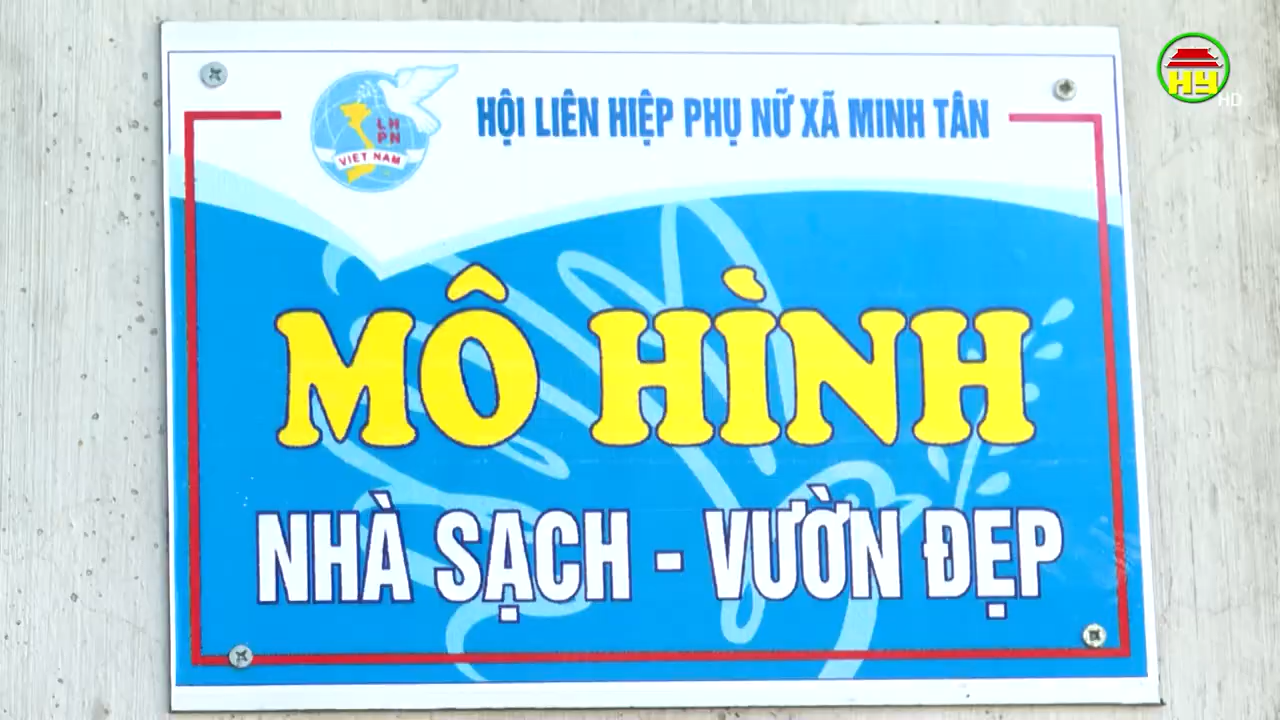 HỘI LIÊN HIỆP PHỤ NỮ XÃ MINH TÂN
LH
PN
VIỆT NAM
MÔ HÌNH
NHÀ SẠCH - VƯỜN ĐẸP
HY
HD